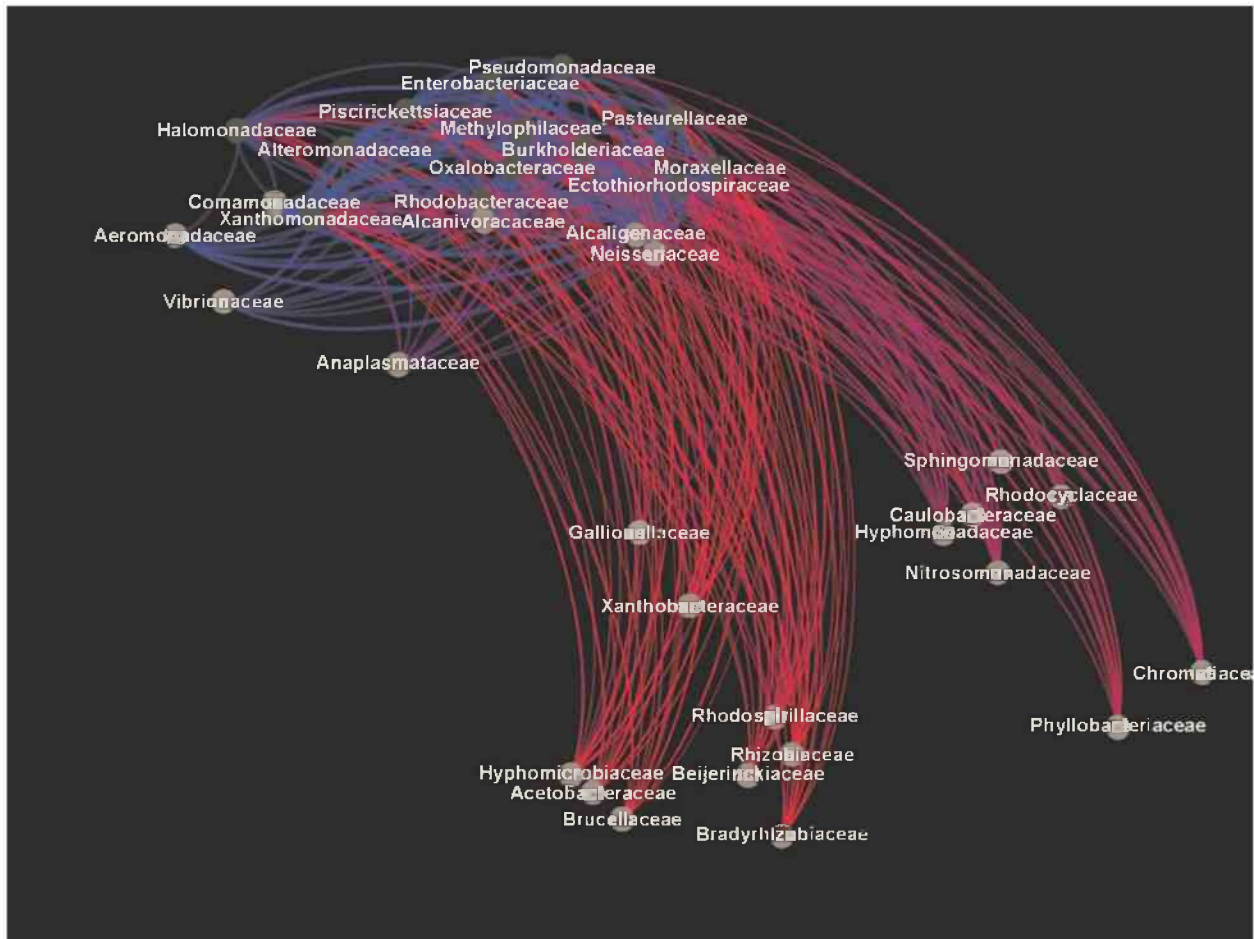 Pseudomonadaceae
Enterobacteriaceae
Piscirickettsiaceae
Pasteurellaceae
Halomonadaceae
Methylophilaceae
Alteromonadaceae
Burkholderiaceae
Oxalobacteraceae
Moraxellaceae
Ectothiorhodospiraceae
Comamonadaceae
Rhodobacteraceae
Xanthomonadaceae
Alcanivoracaceae
Aeromonadaceae
Alcaligenaceae
Neisseriaceae
Vibrionaceae
Anaplasmataceae
Sphingomonadaceae
Rhodocyclaceae
Caulobacteraceae
Hyphomonadaceae
Gallionellaceae
Nitrosomonadaceae
Xanthobacteraceae
Chromatiacea
Rhodospirillaceae
Phyllobacteriaceae
Rhizobiaceae
Hyphomicrobiaceae
Beijerinckiaceae
Acetobacteraceae
Brucellaceae
Bradyrhizobiaceae